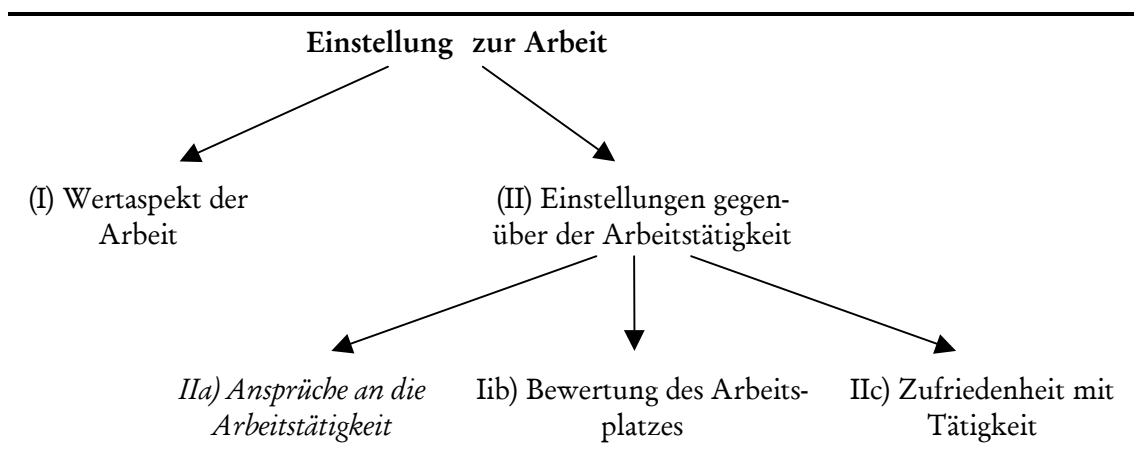 Einstellung zur Arbeit
(I) Wertaspekt der
Arbeit
(II) Einstellungen gegen-
über der Arbeitstätigkeit
IIa) Ansprüche an die
Arbeitstätigkeit
Iib) Bewertung des Arbeits-
platzes
IIc) Zufriedenheit mit
Tätigkeit